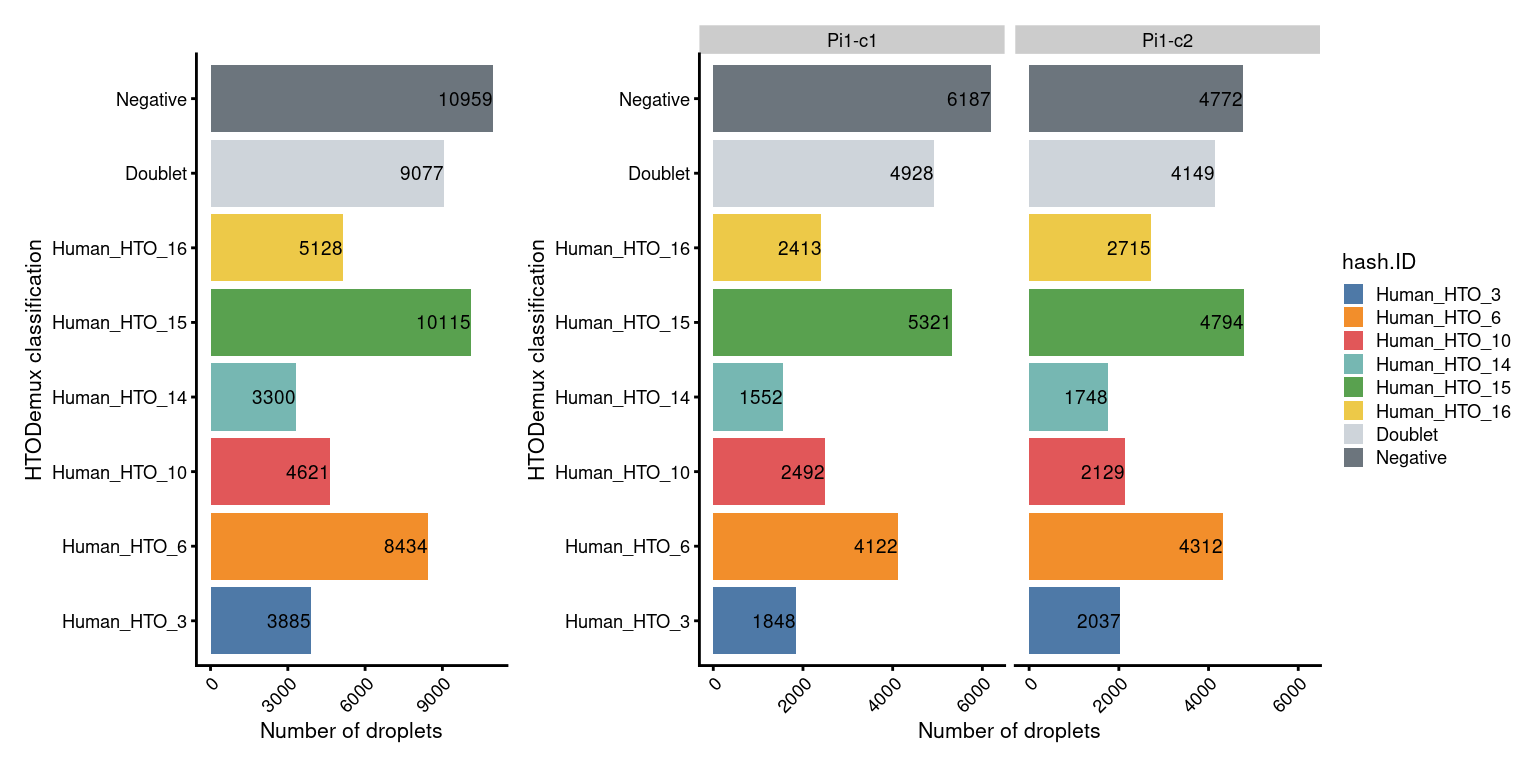 HTODemux classification
Negative 10959
Doublet 9077
Human_HTO_16 5128
Human_HTO_15 10115
Human_HTO_14 3300
Human_HTO_10 4621
Human_HTO_6 8434
Human_HTO_3 3885
0 3000 6000 9000
Number of droplets
Pi1-c1 Pi1-c2
HTODemux classification
Negative 6187 4772
Doublet 4928 4149
Human_HTO_16 2413 2715
Human_HTO_15 5321 4794
Human_HTO_14 1552 1748
Human_HTO_10 2492 2129
Human_HTO_6 4122 4312
Human_HTO_3 1848 2037
0 2000 4000 6000 0 2000 4000 6000
Number of droplets
hash.ID
Human_HTO_3
Human_HTO_6
Human_HTO_10
Human_HTO_14
Human_HTO_15
Human_HTO_16
Doublet
Negative